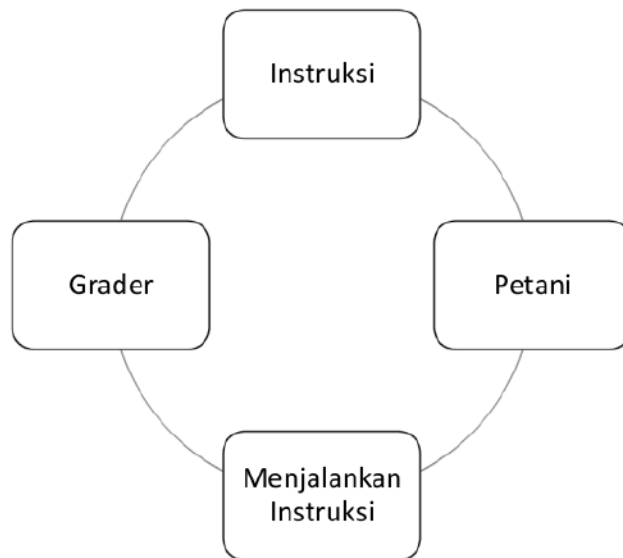 Instruksi
Grader
Petani
Menjalankan
Instruksi